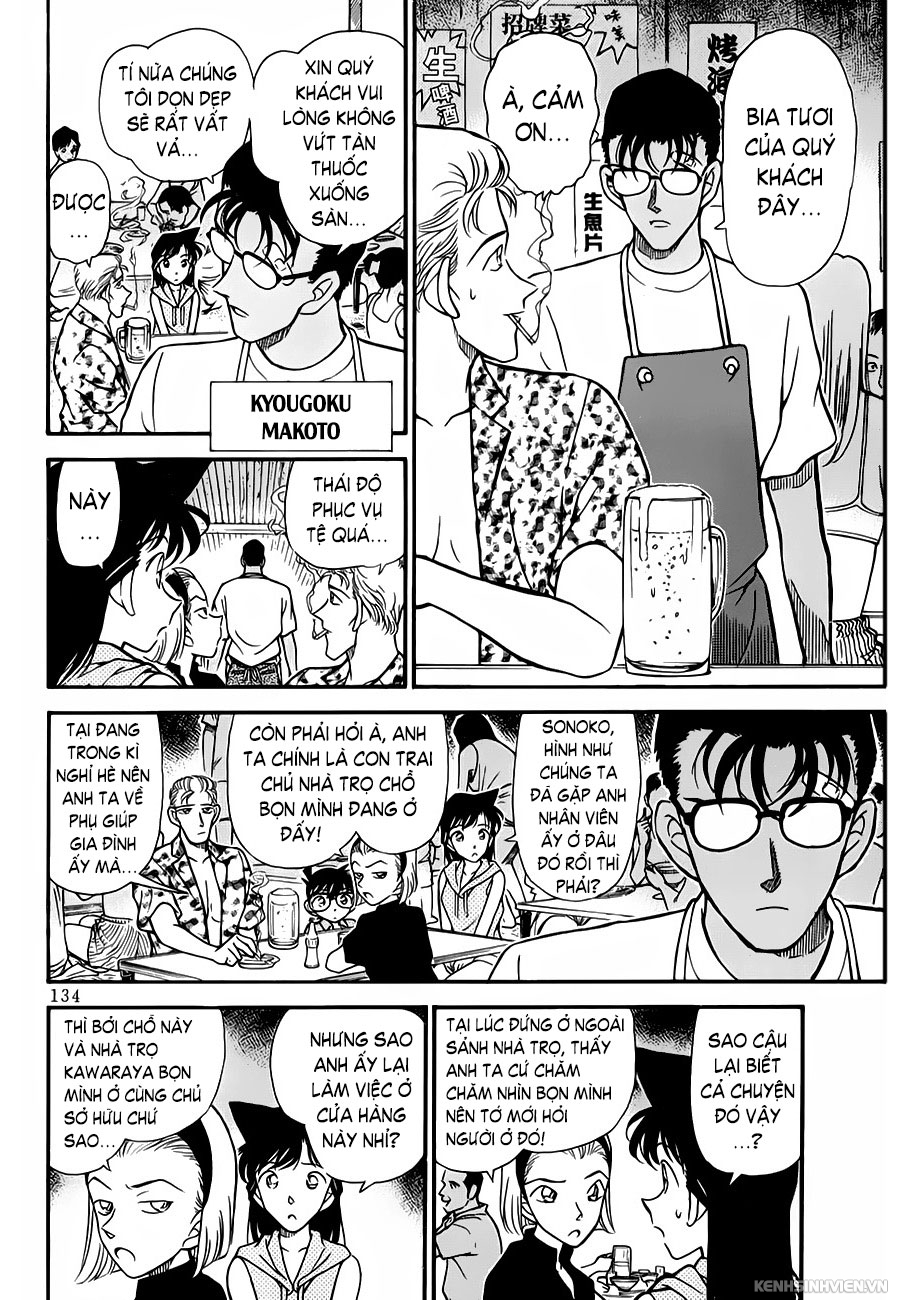 招牌菜
生啤酒
生魚片
BIA TƯƠI
CỦA QUÝ
KHÁCH
ĐÂY...
À, CẢM
ƠN...
XIN QUÝ
KHÁCH VUI
LÒNG KHÔNG
VỨT TÀN
THUỐC
XUỐNG
SÀN...
TÍ NỮA CHÚNG
TÔI DỌN DẸP
SẼ RẤT VẤT
VẢ...
ĐƯỢC
...
KYOUGOKU
MAKOTO
THÁI ĐỘ
PHỤC VỤ
TỆ QUÁ...
NÀY
...
SONOKO,
HÌNH NHƯ
CHÚNG TA
ĐÃ GẶP ANH
NHÂN VIÊN
ẤY Ở ĐÂU
ĐÓ RỒI THÌ
PHẢI?
CÒN PHẢI HỎI À, ANH
TA CHÍNH LÀ CON TRAI
CHỦ NHÀ TRỌ CHỖ
BỌN MÌNH ĐANG Ở
ĐẤY!
TẠI ĐANG
TRONG KÌ
NGHỈ HÈ NÊN
ANH TA VỀ
PHỤ GIÚP
GIA ĐÌNH
ẤY MÀ...
134
SAO CẬU
LẠI BIẾT
CẢ CHUYỆN
ĐÓ VẬY
...?
TẠI LÚC ĐỨNG Ở NGOÀI
SẢNH NHÀ TRỌ, THẤY
ANH TA CỨ CHĂM
CHĂM NHÌN BỌN MÌNH
NÊN TỚ MỚI HỎI
NGƯỜI Ở ĐÓ!
NHƯNG SAO
ANH ẤY LẠI
LÀM VIỆC Ở
CỬA HÀNG
NÀY NHỈ?
THÌ BỞI CHỖ NÀY
VÀ NHÀ TRỌ
KAWARAYA BỌN
MÌNH Ở CÙNG CHỦ
SỞ HỮU CHỨ
SAO...
KENHSINHVIEN.VN